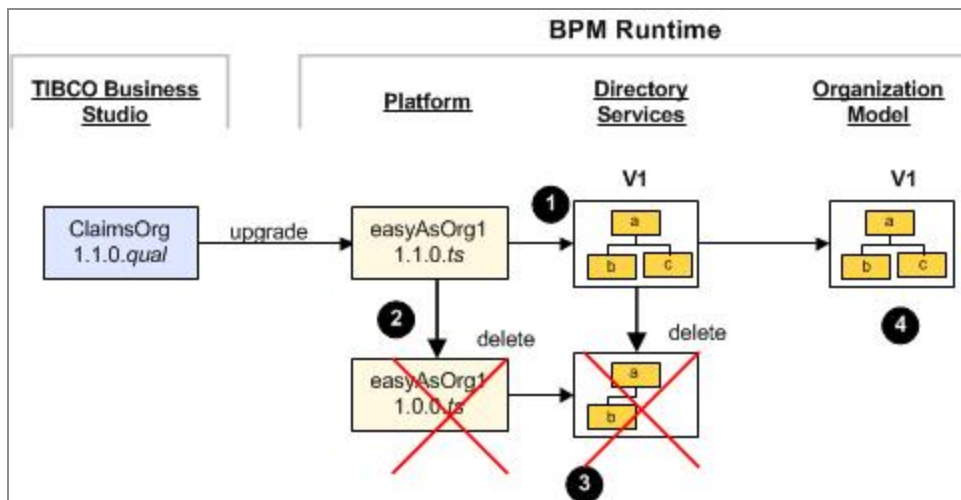 BPM Runtime
TIBCO Business
Studio
Platform
Directory
Services
Organization
Model
V1
V1
1
ClaimsOrg
1.1.0.qual
upgrade
easyAsOrg1
1.1.0.ts
a
b
c
a
b
c
2
delete
delete
4
easyAsOrg1
1.0.0.ts
a
b
3